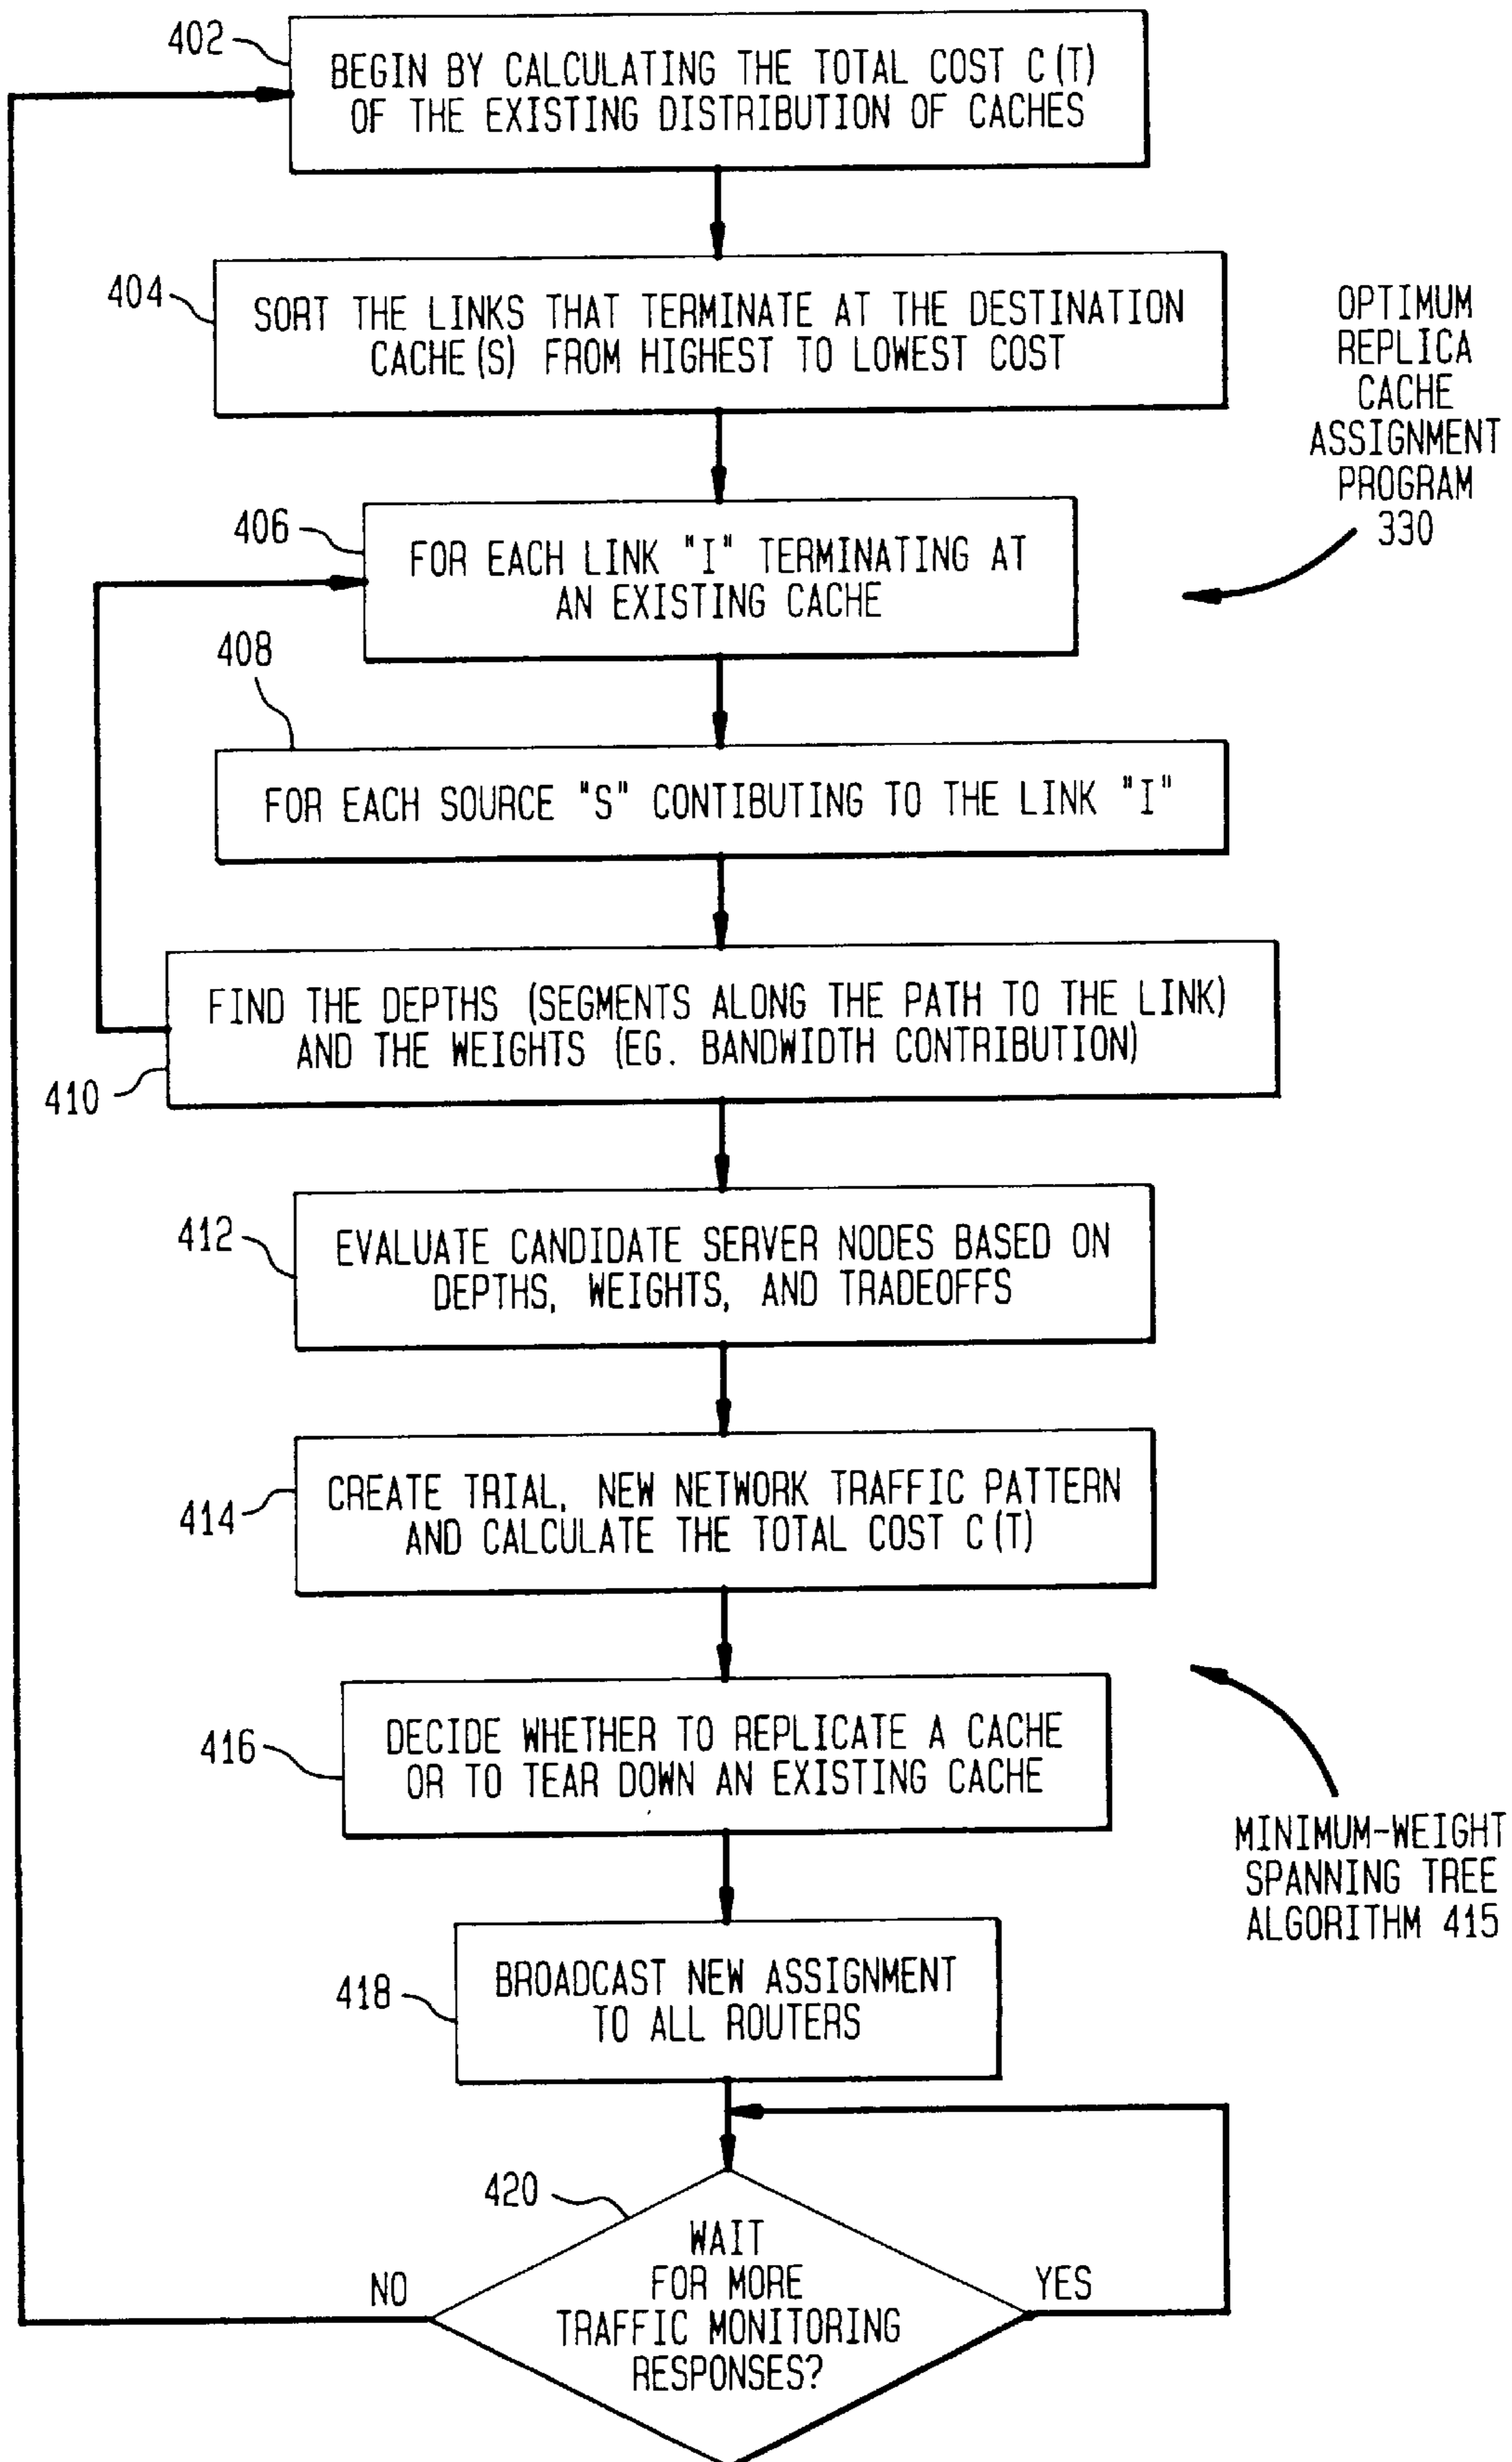 402
BEGIN BY CALCULATING THE TOTAL COST C(T)
OF THE EXISTING DISTRIBUTION OF CACHES
404
SORT THE LINKS THAT TERMINATE AT THE DESTINATION
CACHE(S) FROM HIGHEST TO LOWEST COST
OPTIMUM
REPLICA
CACHE
ASSIGNMENT
PROGRAM
330
406
FOR EACH LINK "I" TERMINATING AT
AN EXISTING CACHE
408
FOR EACH SOURCE "S" CONTIBUTING TO THE LINK "I"
FIND THE DEPTHS (SEGMENTS ALONG THE PATH TO THE LINK)
AND THE WEIGHTS (EG. BANDWIDTH CONTRIBUTION)
410
412
EVALUATE CANDIDATE SERVER NODES BASED ON
DEPTHS, WEIGHTS, AND TRADEOFFS
414
CREATE TRIAL, NEW NETWORK TRAFFIC PATTERN
AND CALCULATE THE TOTAL COST C(T)
416
DECIDE WHETHER TO REPLICATE A CACHE
OR TO TEAR DOWN AN EXISTING CACHE
MINIMUM-WEIGHT
SPANNING TREE
ALGORITHM 415
418
BROADCAST NEW ASSIGNMENT
TO ALL ROUTERS
420
WAIT
FOR MORE
TRAFFIC MONITORING
RESPONSES?
NO
YES